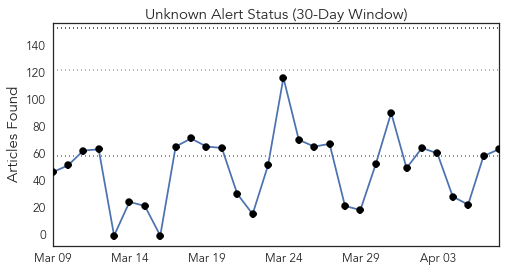 Unknown Alert Status (30-Day Window)
Articles Found
140
120
100
80
60
40
20
0
Mar 09 Mar 14 Mar 19 Mar 24 Mar 29 Apr 03